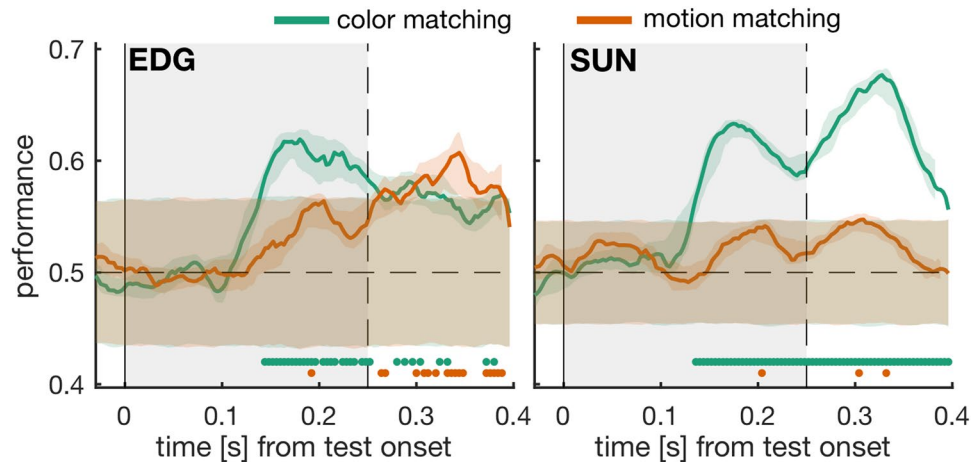 color matching
motion matching
EDG
SUN
performance
0.7
0.6
0.5
0.4
0
0.1
0.2
0.3
0.4
0
0.1
0.2
0.3
0.4
time [s] from test onset
time [s] from test onset